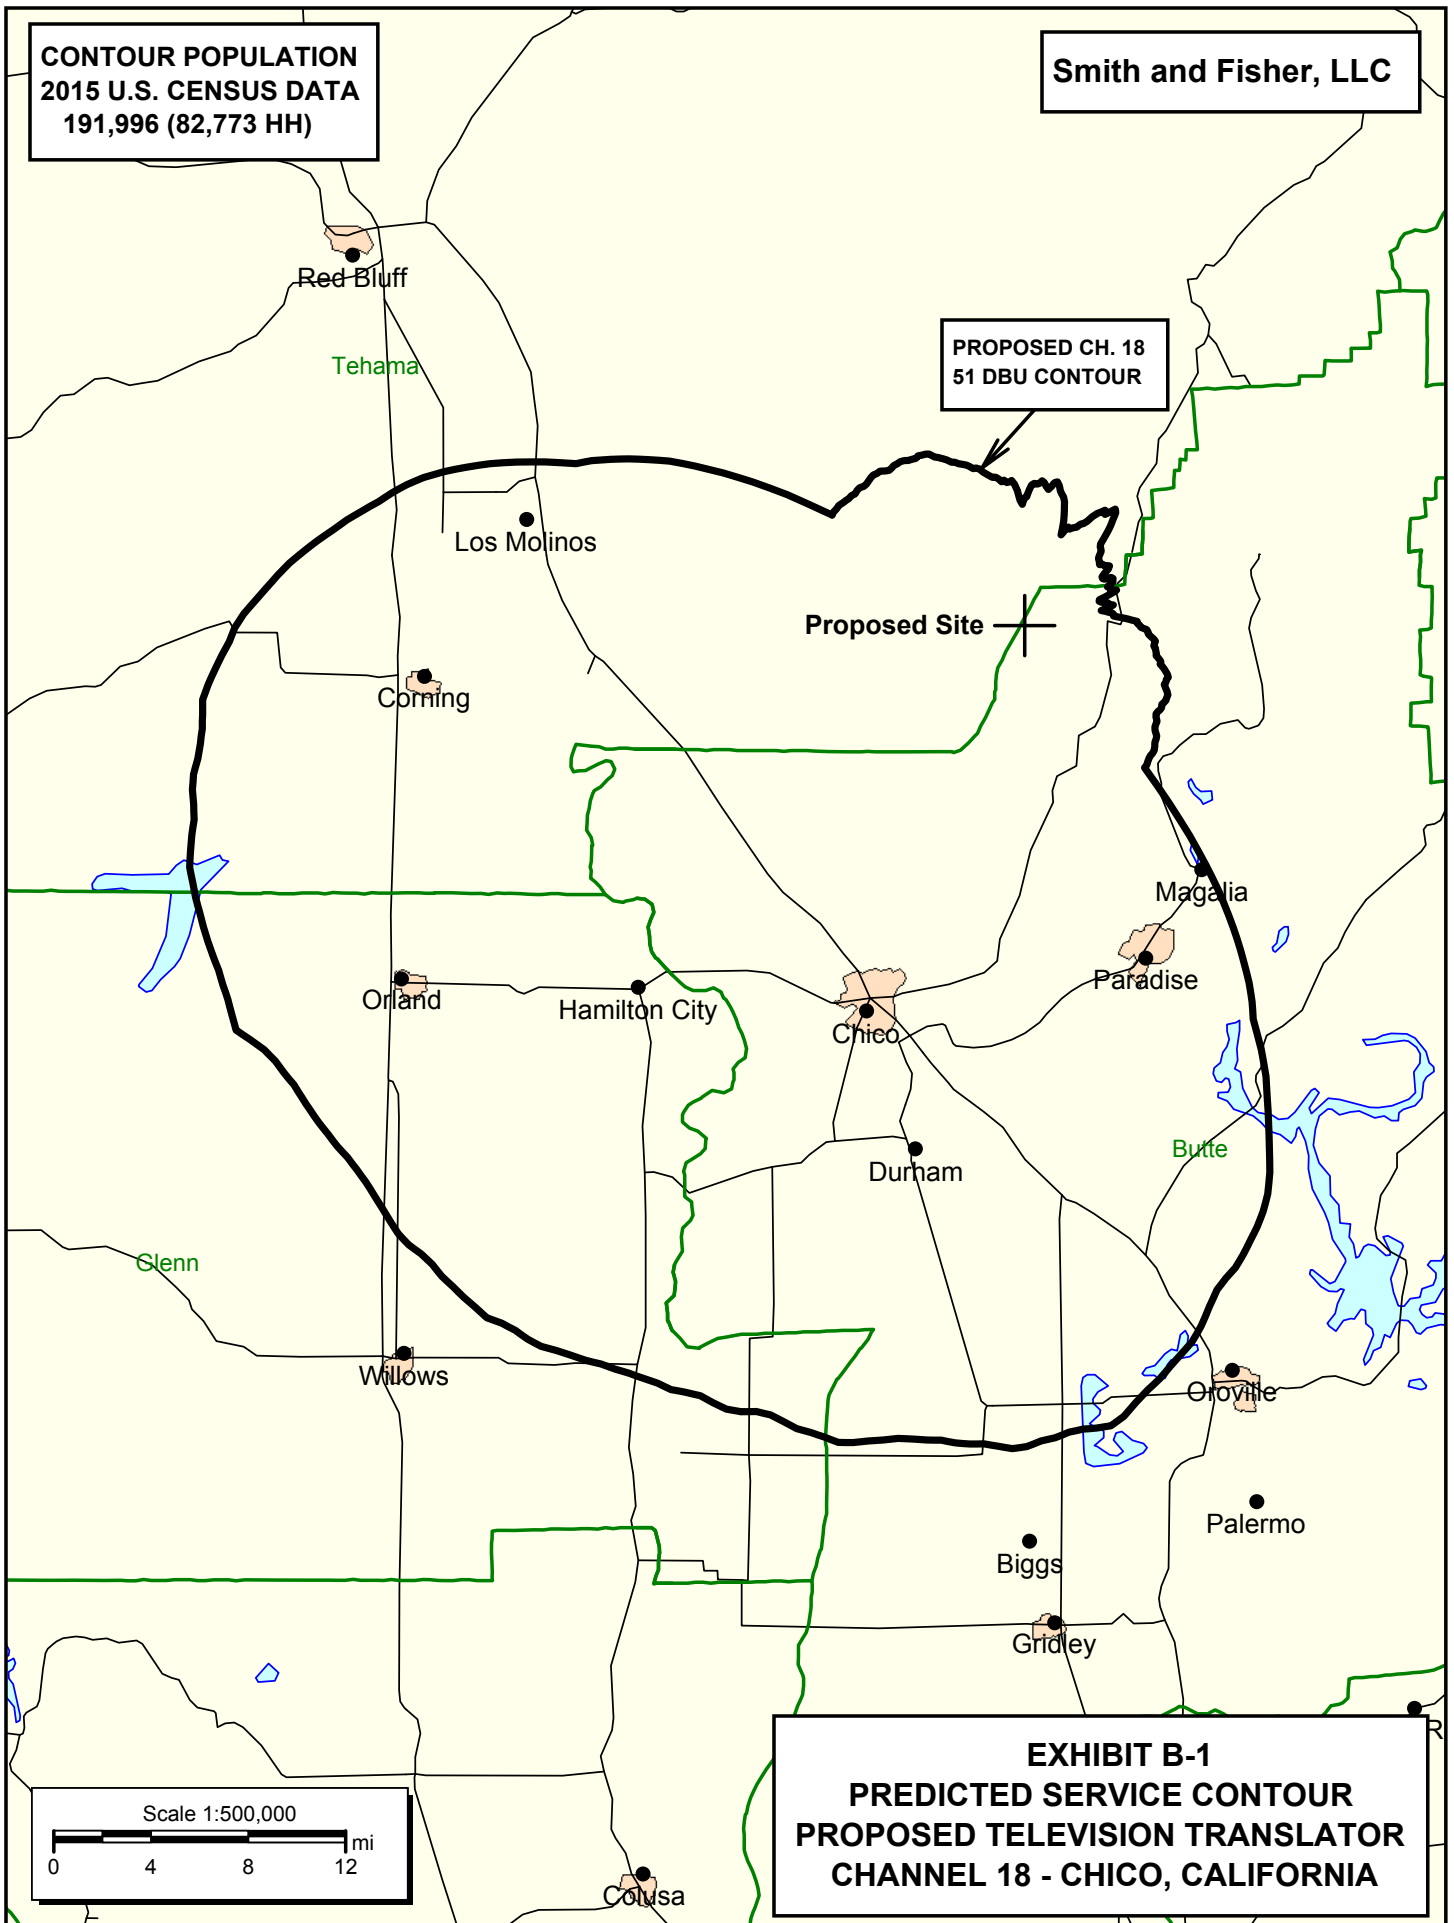 CONTOUR POPULATION
2015 U.S. CENSUS DATA
191,996 (82,773 HH)
Smith and Fisher, LLC
Red Bluff
Tehama
PROPOSED CH. 18
51 DBU CONTOUR
Los Molinos
Proposed Site
Corning
Magalia
Paradise
Orland
Hamilton City
Chico
Durham
Butte
Glenn
Willows
Oroville
Palermo
Biggs
Gridley
R
EXHIBIT B-1
PREDICTED SERVICE CONTOUR
PROPOSED TELEVISION TRANSLATOR
CHANNEL 18 - CHICO, CALIFORNIA
Scale 1:500,000
mi
0 4 8 12
Colusa